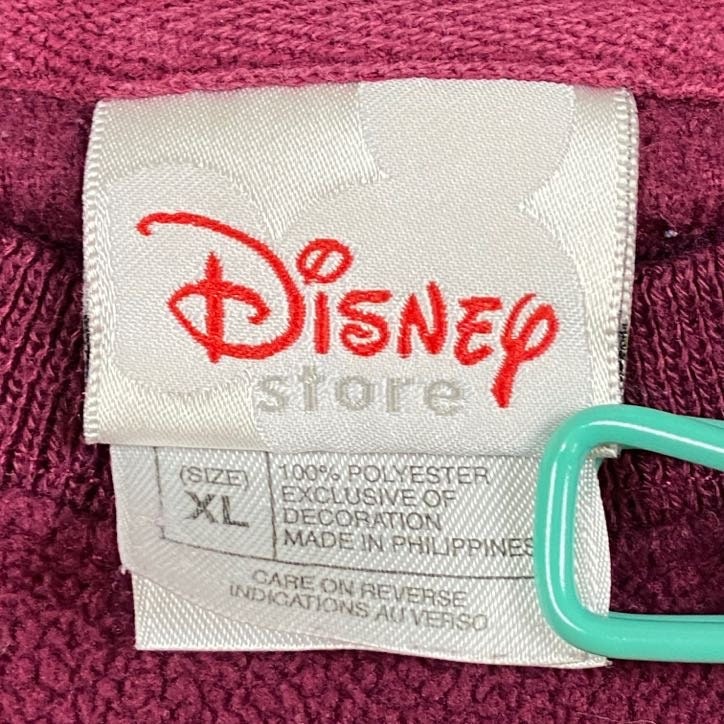 Disney
store
(SIZE)
XL
100% POLYESTER
EXCLUSIVE OF
DECORATION
MADE IN PHILIPPINES
CARE ON REVERSE
INDICATIONS AU VERSO